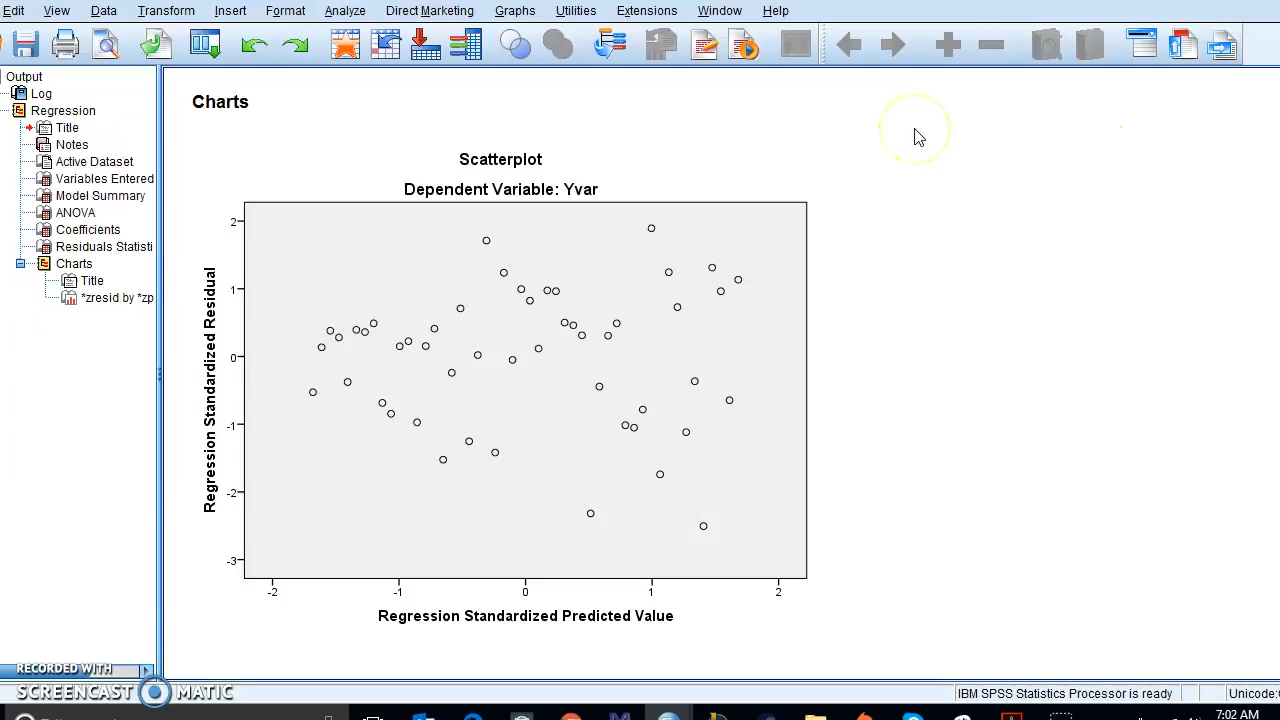 Edit View Data Transform Insert Format Analyze Direct Marketing Graphs Utilities Extensions Window Help
Output
Log
Regression
Title
Notes
Active Dataset
Variables Entered
Model Summary
ANOVA
Coefficients
Residuals Statisti
Charts
Title
*zresid by *zp
Charts
Scatterplot
Dependent Variable: Yvar
Regression Standardized Residual
2
1
0
-1
-2
-3
-2 -1 0 1 2
Regression Standardized Predicted Value
RECORDED WITH
SCREENCAST MATIC
IBM SPSS Statistics Processor is ready
Unicode:
7:02 AM